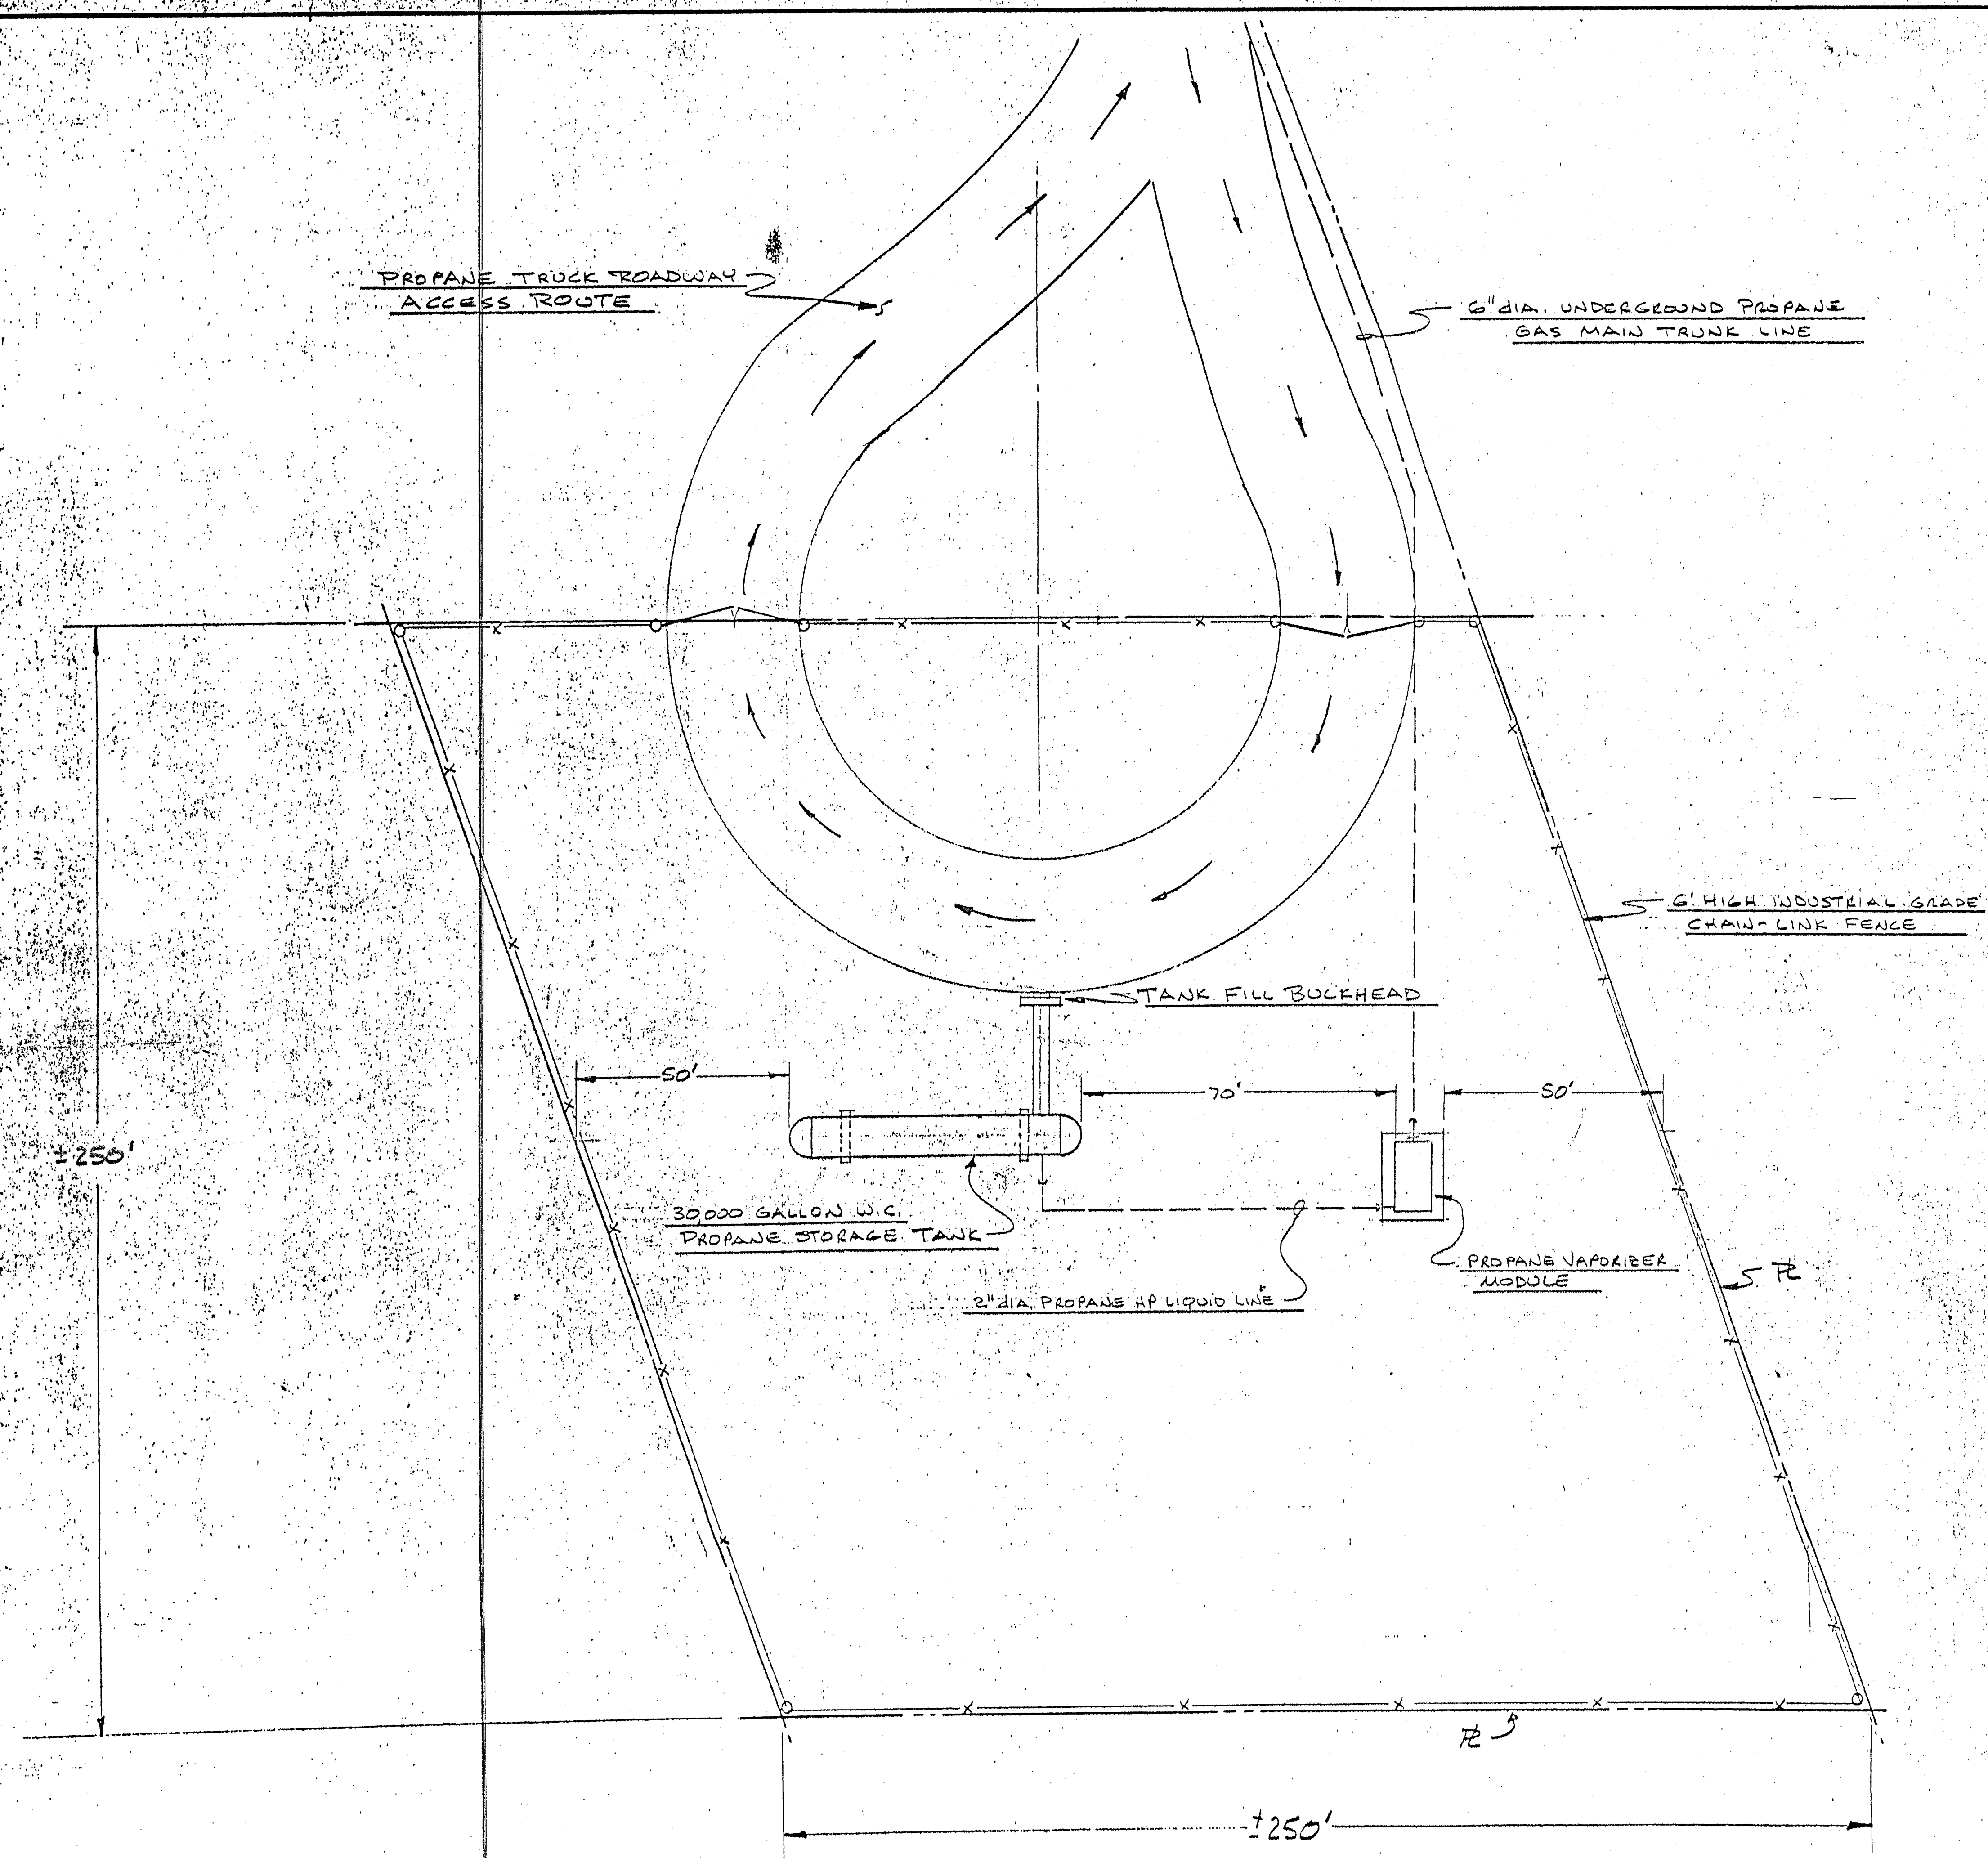 PROPANE TRUCK ROADWAY
ACCESS ROUTE
6" dIA. UNDERGROUND PROPANE
GAS MAIN TRUNK LINE
6' HIGH INDUSTRIAL GRADE
CHAIN-LINK FENCE
TANK FILL BULKHEAD
50'
70'
50'
±250'
30,000 GALLON W.C.
PROPANE STORAGE TANK
PROPANE VAPORIZER
MODULE
2" dIA. PROPANE HP LIQUID LINE
PL
PL
±250'